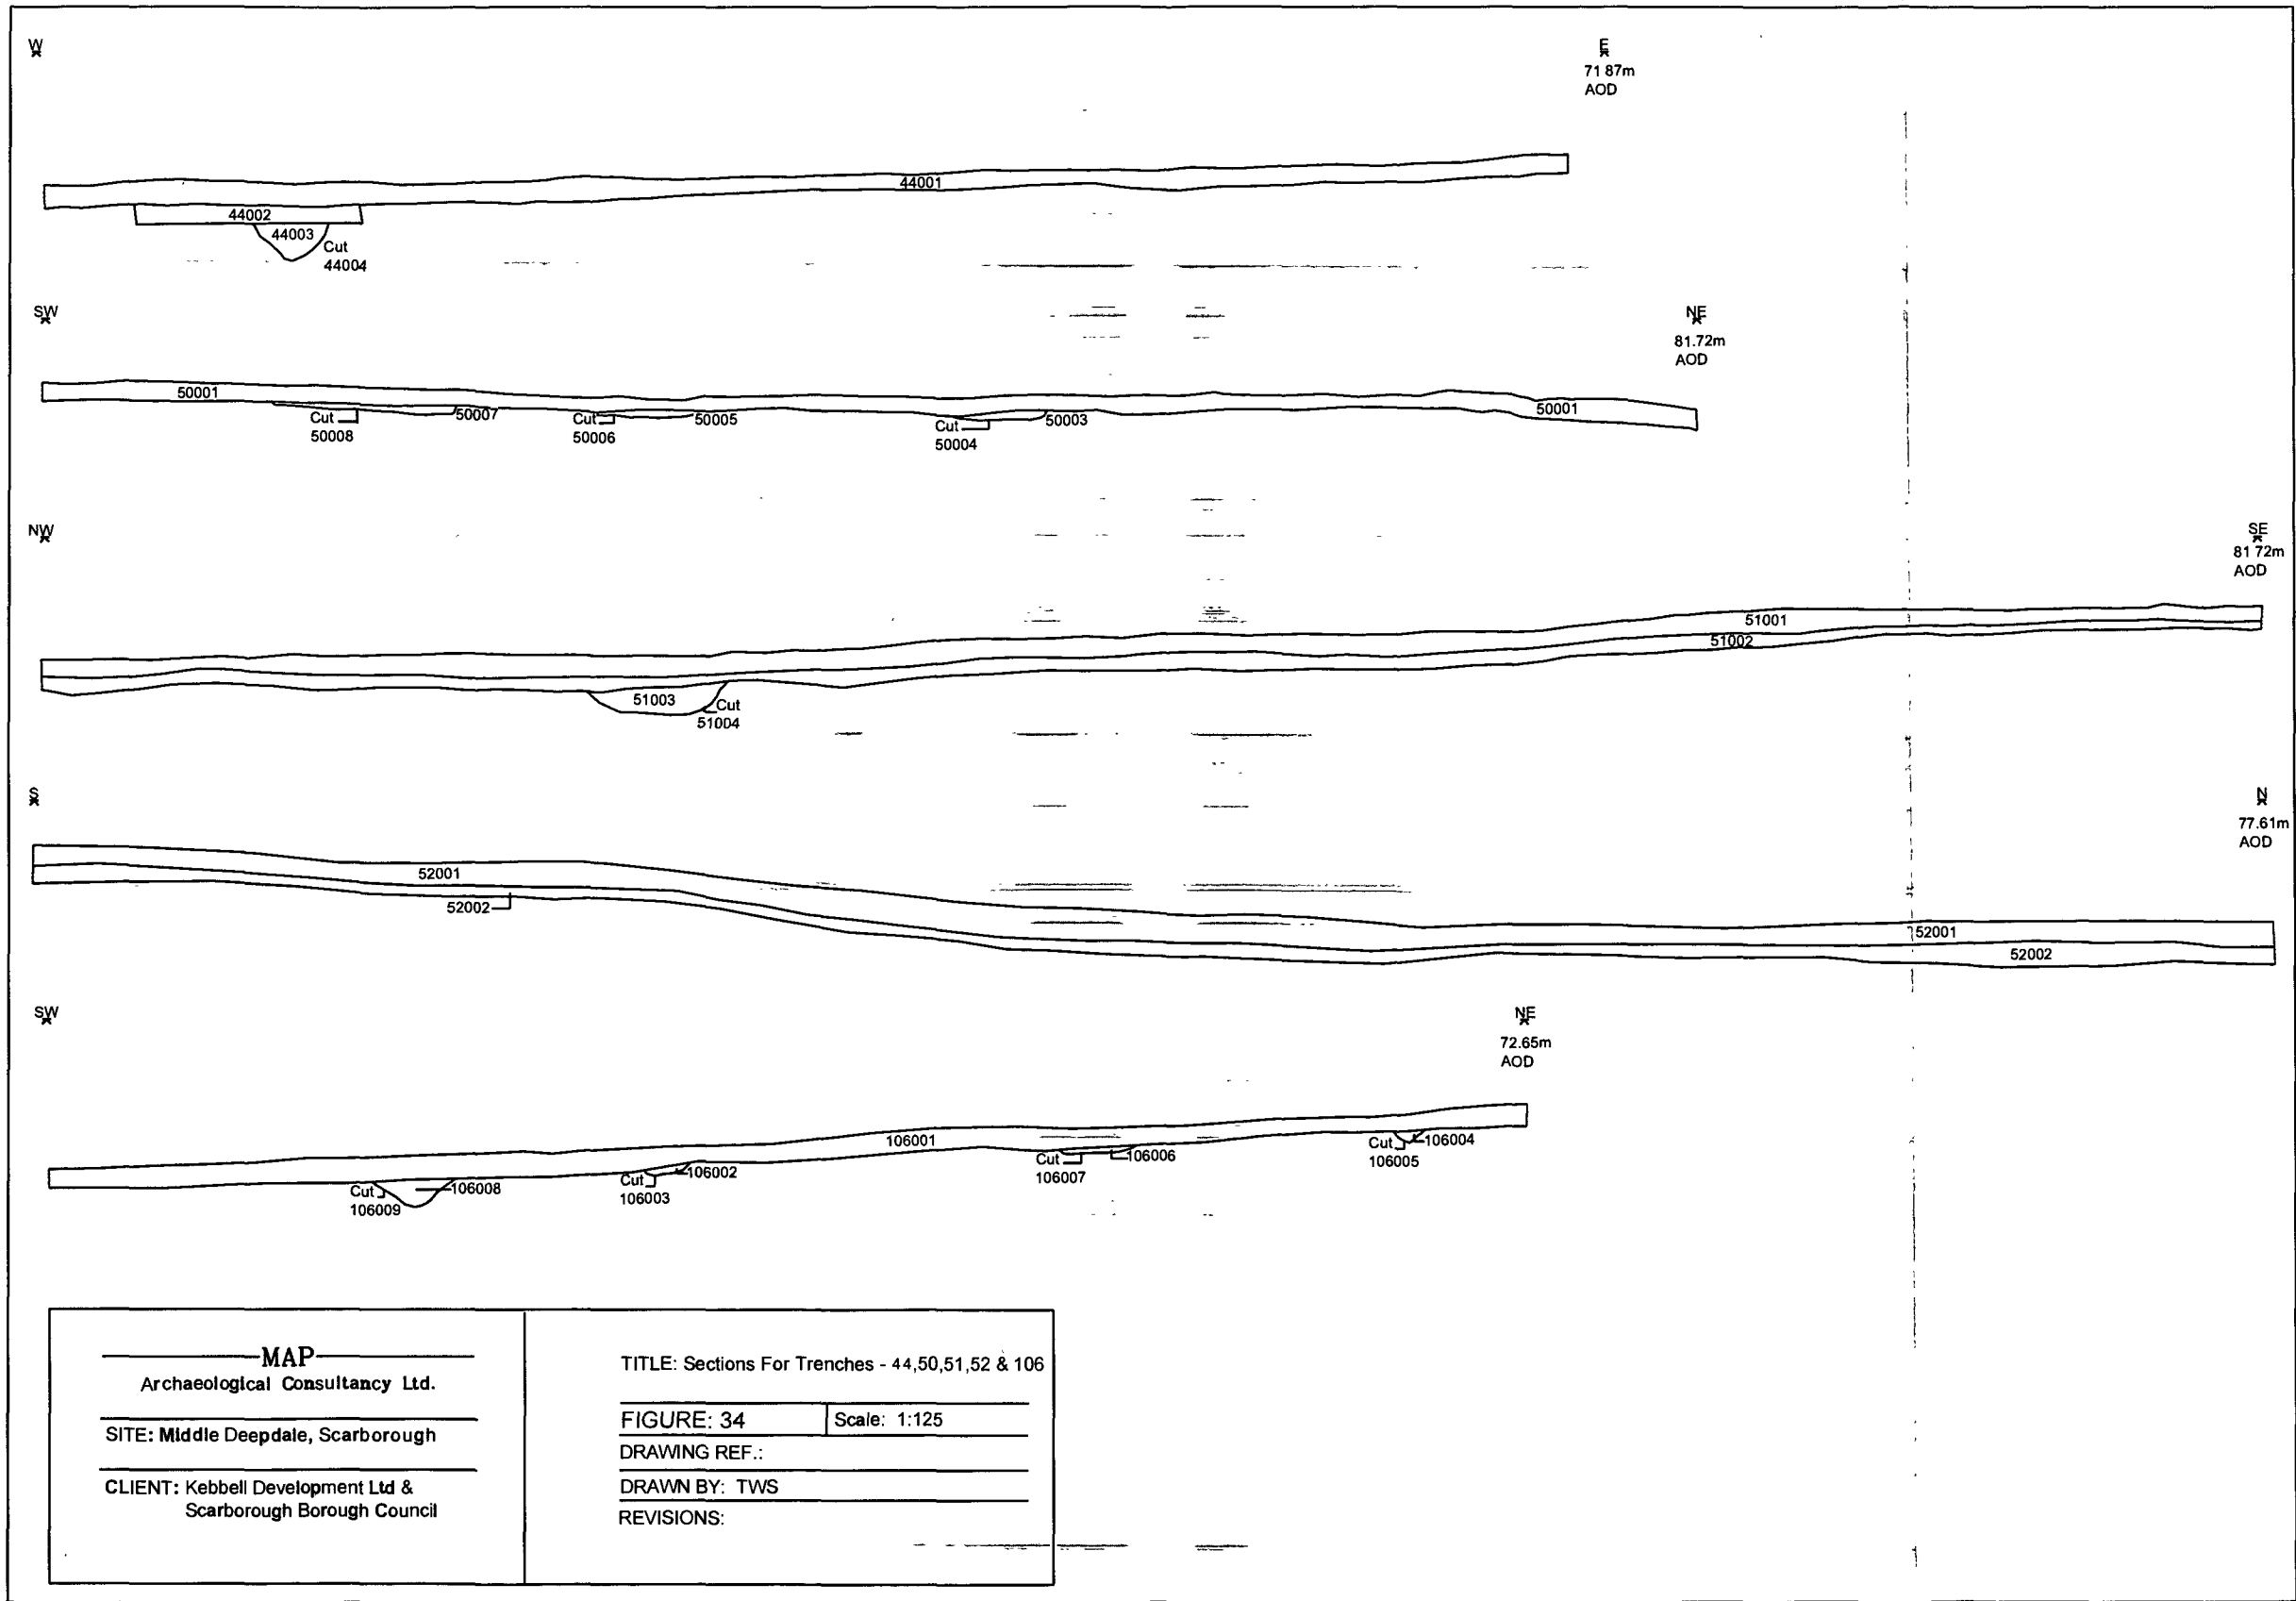 W
E
71 87m
AOD
44001
44002
44003
Cut
44004
SW
NE
81.72m
AOD
50001
50001
50007
50005
50003
Cut
50008
Cut
50006
Cut
50004
NW
SE
81 72m
AOD
51001
51002
51003
Cut
51004
S
N
77.61m
AOD
52001
52002
52001
52002
SW
NE
72.65m
AOD
106001
106004
Cut
106005
106006
Cut
106007
106002
Cut
106003
106008
Cut
106009
MAP
Archaeological Consultancy Ltd.
SITE: Middle Deepdale, Scarborough
CLIENT: Kebbell Development Ltd &
Scarborough Borough Council
TITLE: Sections For Trenches - 44,50,51,52 & 106
FIGURE: 34
Scale: 1:125
DRAWING REF.:
DRAWN BY: TWS
REVISIONS: